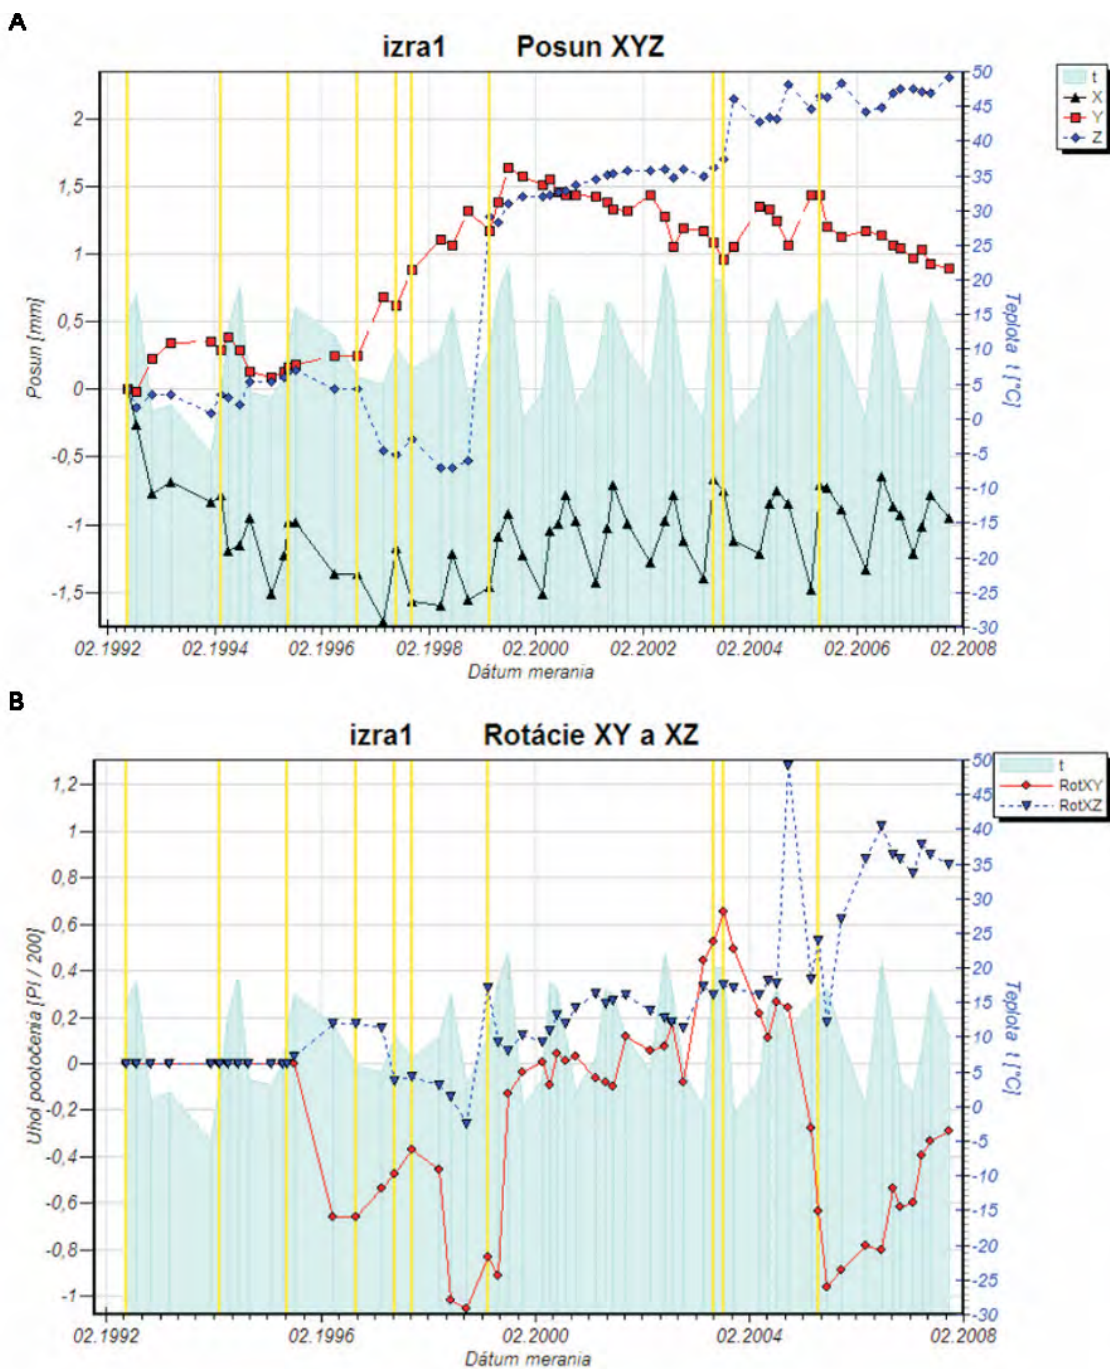 A
izra1 Posun XYZ
t
X
Y
Z
Posun [mm]
2
1,5
1
0,5
0
-0,5
-1
-1,5
50
45
40
35
30
25
20
15
10
5
0
-5
-10
-15
-20
-25
-30
Teplota t [°C]
02.1992 02.1994 02.1996 02.1998 02.2000 02.2002 02.2004 02.2006 02.2008
Dátum merania
B
izra1 Rotácie XY a XZ
t
RotXY
RotXZ
Uhol pootočenia [PI / 200]
1,2
1
0,8
0,6
0,4
0,2
0
-0,2
-0,4
-0,6
-0,8
-1
50
45
40
35
30
25
20
15
10
5
0
-5
-10
-15
-20
-25
-30
Teplota t [°C]
02.1992 02.1996 02.2000 02.2004 02.2008
Dátum merania